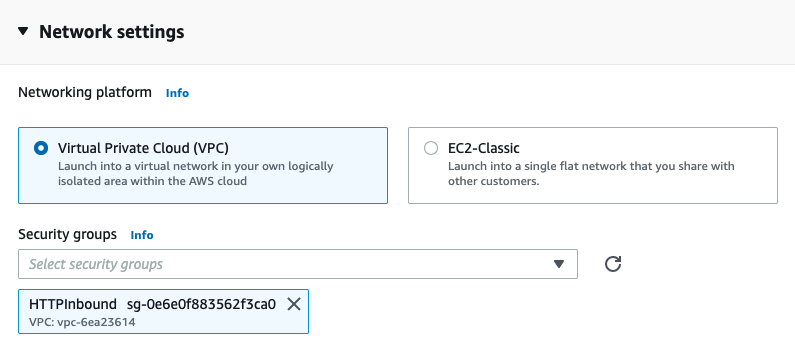 Network settings
Networking platform Info
Virtual Private Cloud (VPC)
Launch into a virtual network in your own logically
isolated area within the AWS cloud
EC2-Classic
Launch into a single flat network that you share with
other customers.
Security groups Info
Select security groups
HTTPInbound sg-0e6e0f883562f3ca0
VPC: vpc-6ea23614